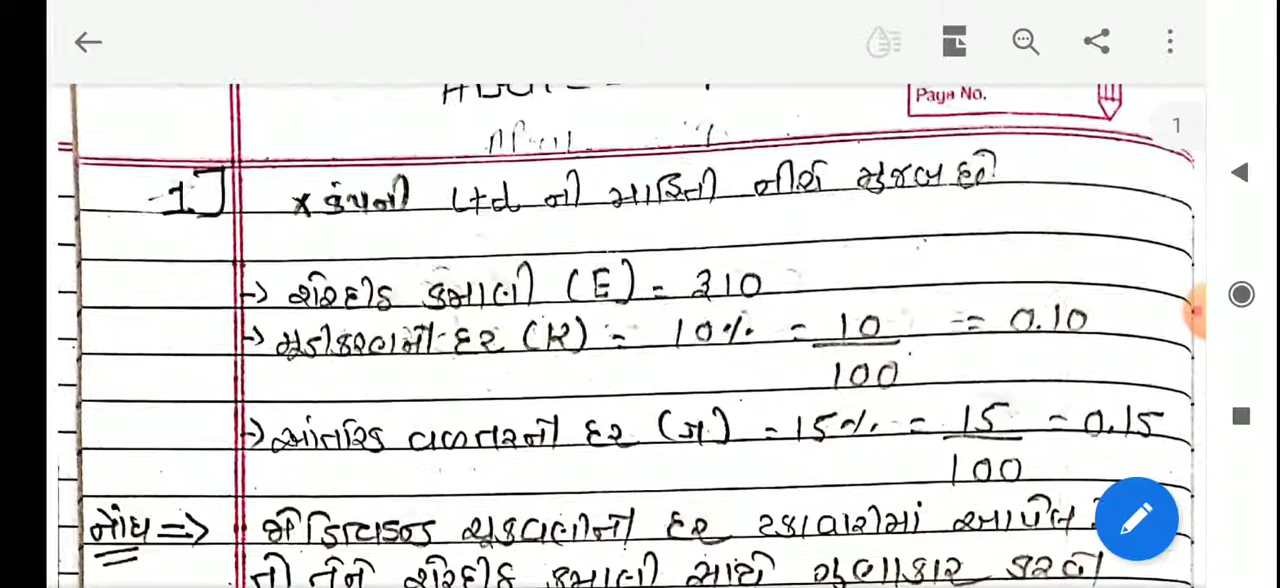 Page No.
1
1.] x કંપની Ltd ની માહિતી નીચે મુજબ છે
-> શેરદીઠ કમાણી (E) = ₹10
-> મૂડીકરણનો દર (K) = 10% = 10/100 = 0.10
-> આંતરિક વળતરનો દર (r) = 15% = 15/100 = 0.15
નોંધ => જો ડિવિડન્ડ ચૂકવણીનો દર ટકાવારીમાં આપેલ
તો તેને શેરદીઠ કમાણી સાથે ગુણાકાર કરવો